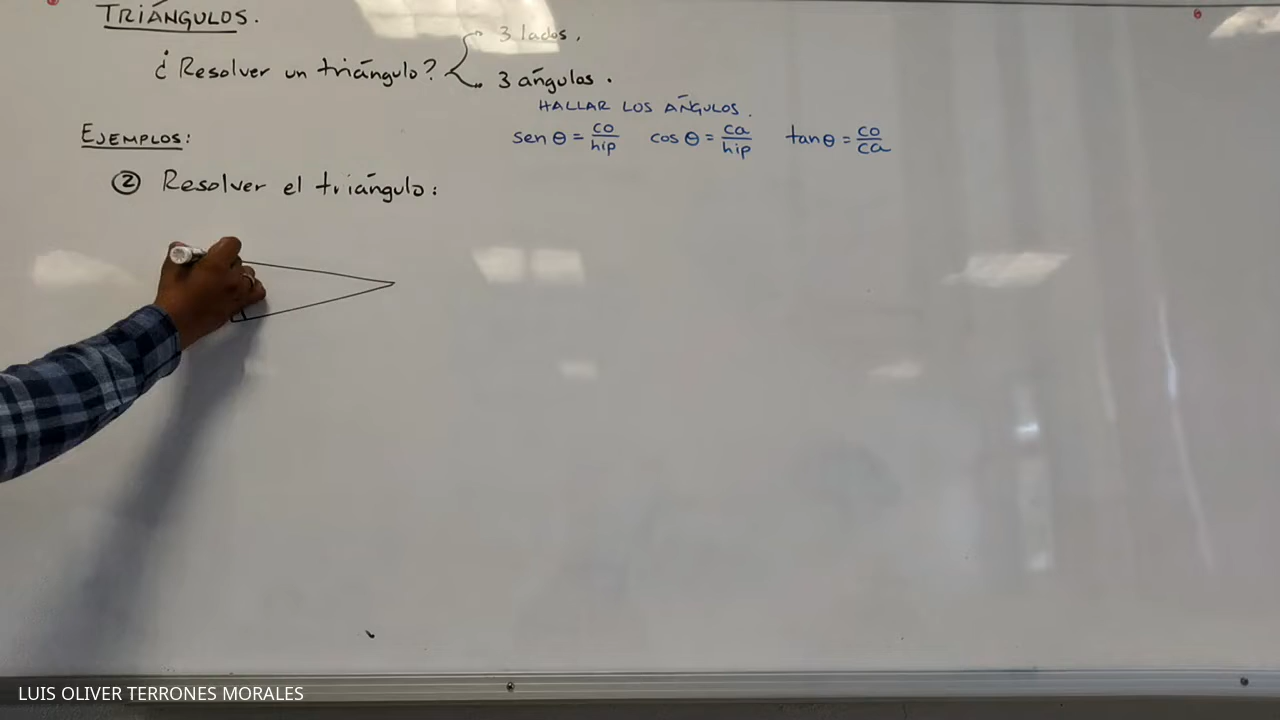 TRIÁNGULOS.
¿Resolver un triángulo?
3 lados.
3 ángulos.
HALLAR LOS ÁNGULOS.
sen θ = co/hip cos θ = ca/hip tan θ = co/ca
EJEMPLOS:
② Resolver el triángulo:
LUIS OLIVER TERRONES MORALES